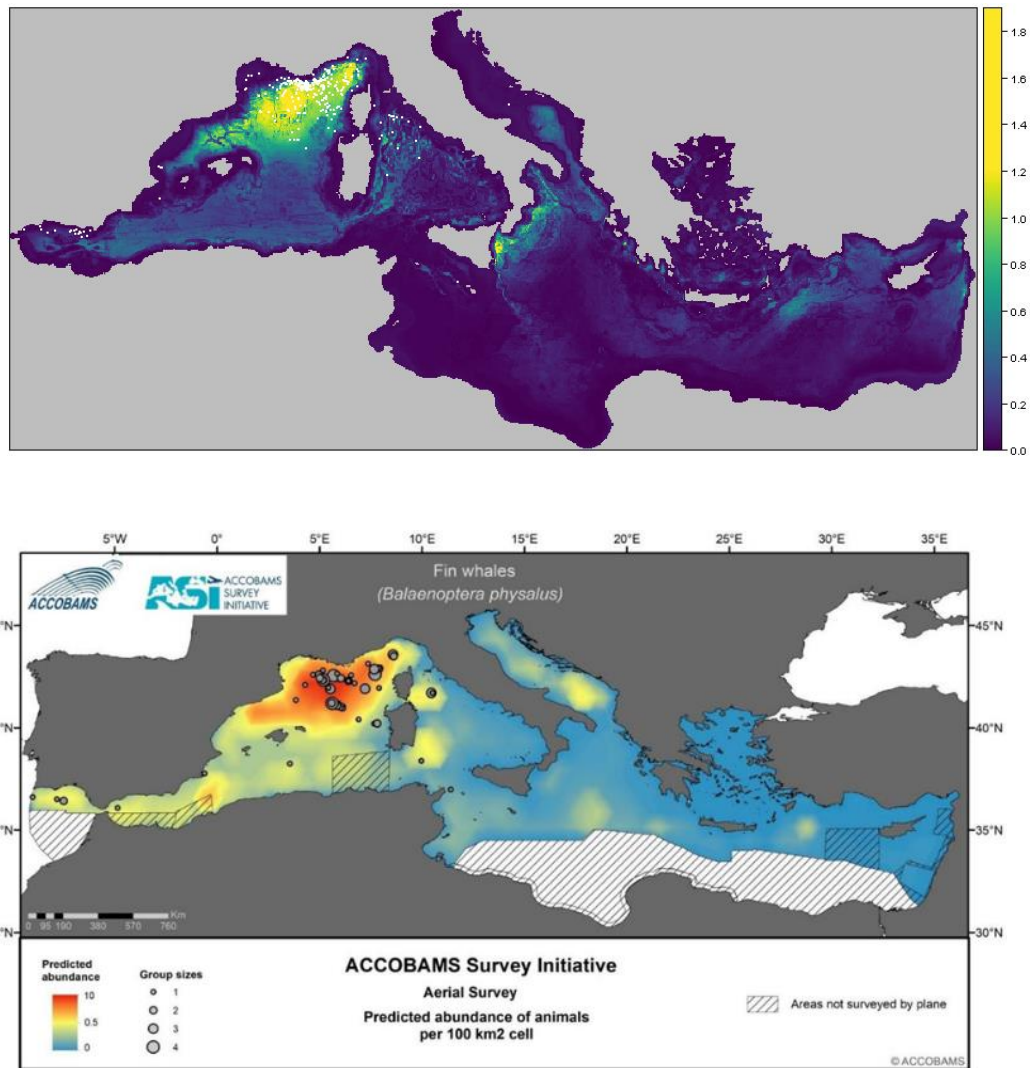 1.8
1.6
1.4
1.2
1.0
0.8
0.6
0.4
0.2
0.0
5°W 0° 5°E 10°E 15°E 20°E 25°E 30°E 35°E
ACCOBAMS
ASI ACCOBAMS
SURVEY
INITIATIVE
Fin whales
(Balaenoptera physalus)
°N 45°N
°N 40°N
°N 35°N
°N 30°N
Km
0 95 190 380 570 760
Predicted
abundance
10
0.5
0
Group sizes
1
2
3
4
ACCOBAMS Survey Initiative
Aerial Survey
Predicted abundance of animals
per 100 km2 cell
Areas not surveyed by plane
© ACCOBAMS